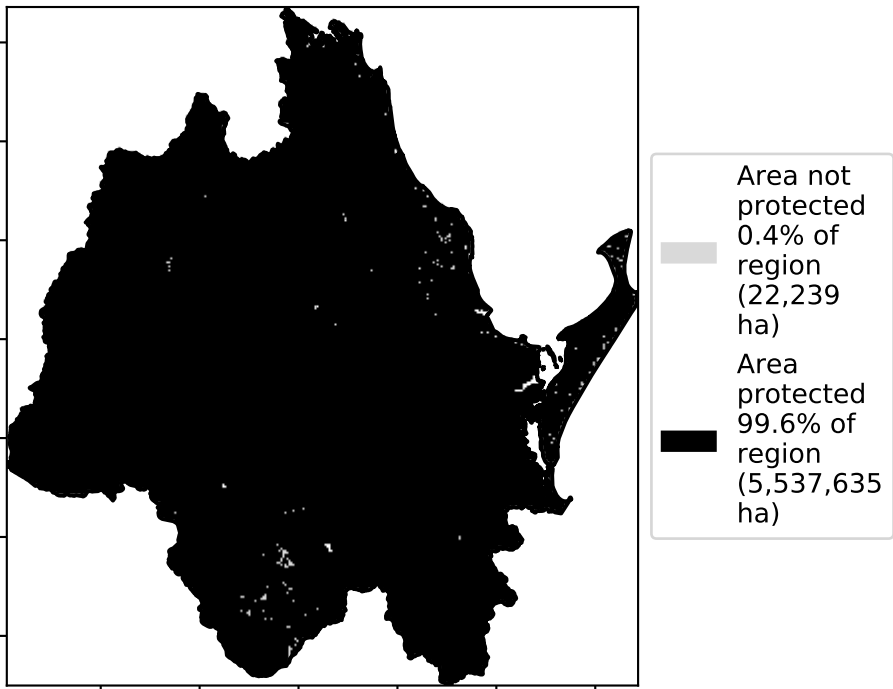 Area not
protected
0.4% of
region
(22,239
ha)
Area
protected
99.6% of
region
(5,537,635
ha)